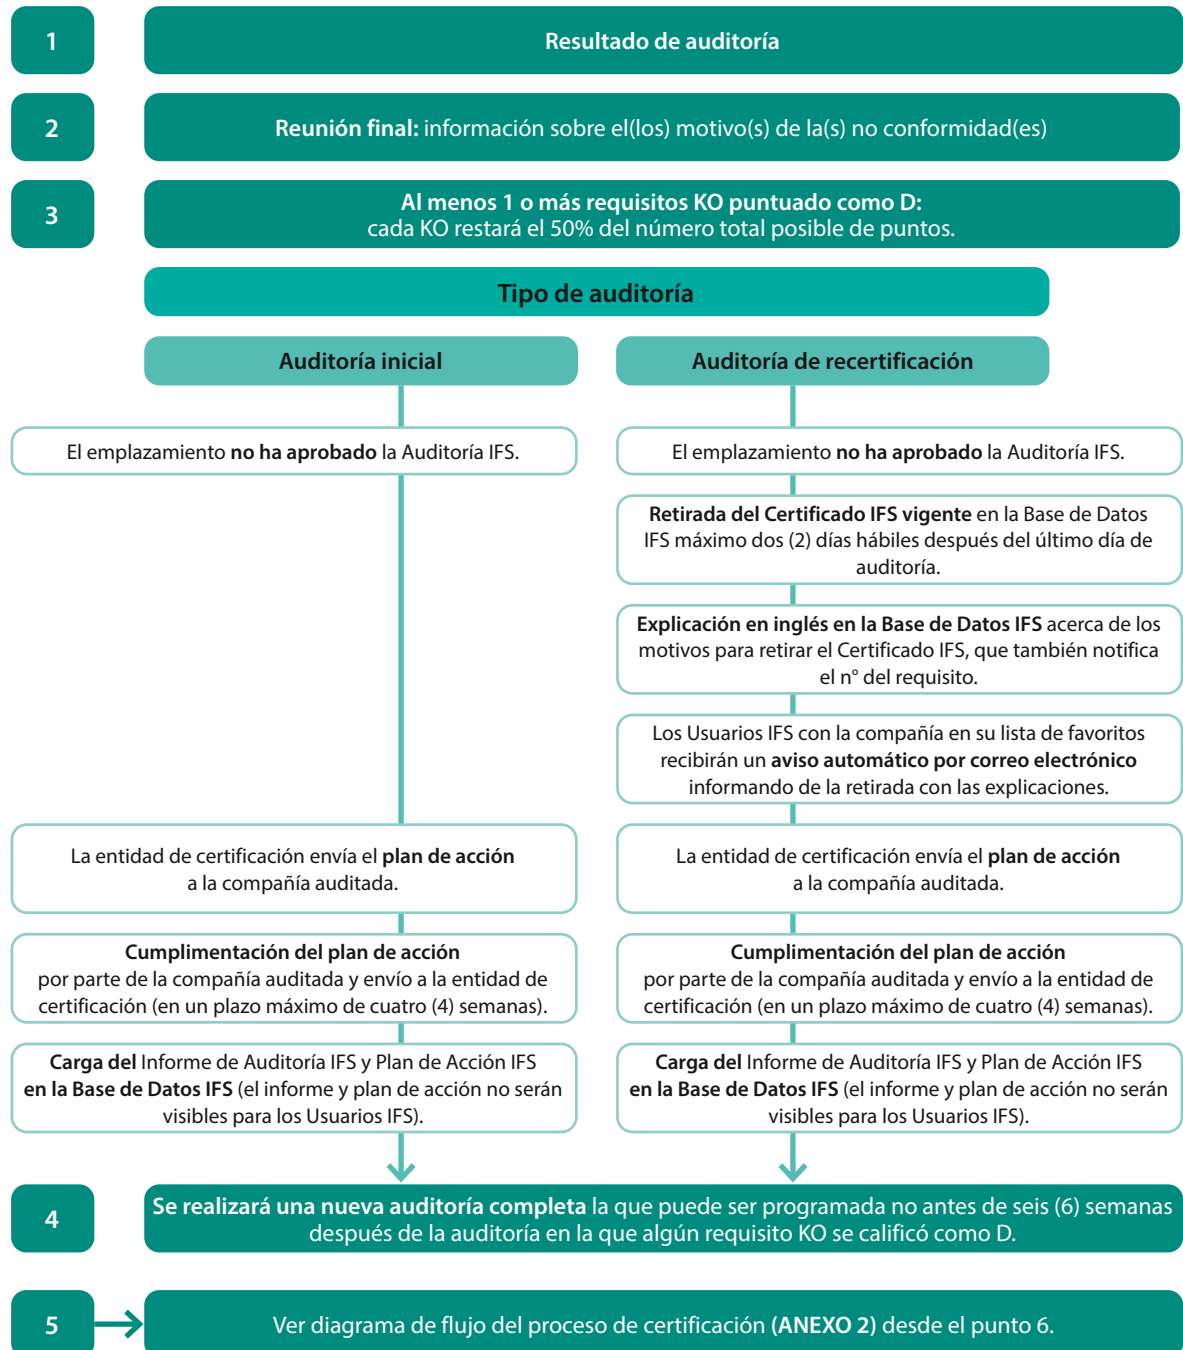 1
Resultado de auditoría
2
Reunión final: información sobre el(los) motivo(s) de la(s) no conformidad(es)
3
Al menos 1 o más requisitos KO puntuado como D:
cada KO restará el 50% del número total posible de puntos.
Tipo de auditoría
Auditoría inicial
El emplazamiento no ha aprobado la Auditoría IFS.
La entidad de certificación envía el plan de acción
a la compañía auditada.
Cumplimentación del plan de acción
por parte de la compañía auditada y envío a la entidad de
certificación (en un plazo máximo de cuatro (4) semanas).
Carga del Informe de Auditoría IFS y Plan de Acción IFS
en la Base de Datos IFS (el informe y plan de acción no serán
visibles para los Usuarios IFS).
Auditoría de recertificación
El emplazamiento no ha aprobado la Auditoría IFS.
Retirada del Certificado IFS vigente en la Base de Datos
IFS máximo dos (2) días hábiles después del último día de
auditoría.
Explicación en inglés en la Base de Datos IFS acerca de los
motivos para retirar el Certificado IFS, que también notifica
el n° del requisito.
Los Usuarios IFS con la compañía en su lista de favoritos
recibirán un aviso automático por correo electrónico
informando de la retirada con las explicaciones.
La entidad de certificación envía el plan de acción
a la compañía auditada.
Cumplimentación del plan de acción
por parte de la compañía auditada y envío a la entidad de
certificación (en un plazo máximo de cuatro (4) semanas).
Carga del Informe de Auditoría IFS y Plan de Acción IFS
en la Base de Datos IFS (el informe y plan de acción no serán
visibles para los Usuarios IFS).
4
Se realizará una nueva auditoría completa la que puede ser programada no antes de seis (6) semanas
después de la auditoría en la que algún requisito KO se calificó como D.
5
Ver diagrama de flujo del proceso de certificación (ANEXO 2) desde el punto 6.